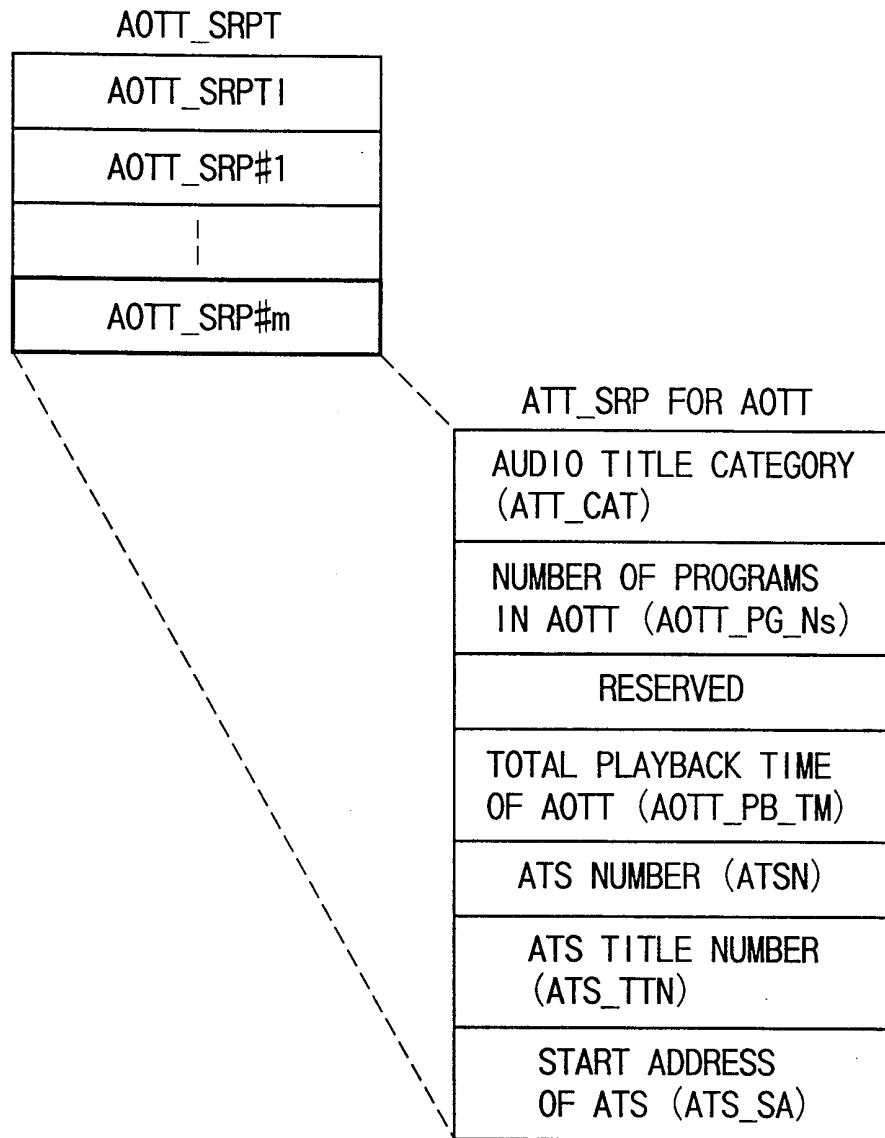 AOTT_SRPT
AOTT_SRPTI
AOTT_SRP#1
AOTT_SRP#m
ATT_SRP FOR AOTT
AUDIO TITLE CATEGORY
(ATT_CAT)
NUMBER OF PROGRAMS
IN AOTT (AOTT_PG_Ns)
RESERVED
TOTAL PLAYBACK TIME
OF AOTT (AOTT_PB_TM)
ATS NUMBER (ATSN)
ATS TITLE NUMBER
(ATS_TTN)
START ADDRESS
OF ATS (ATS_SA)